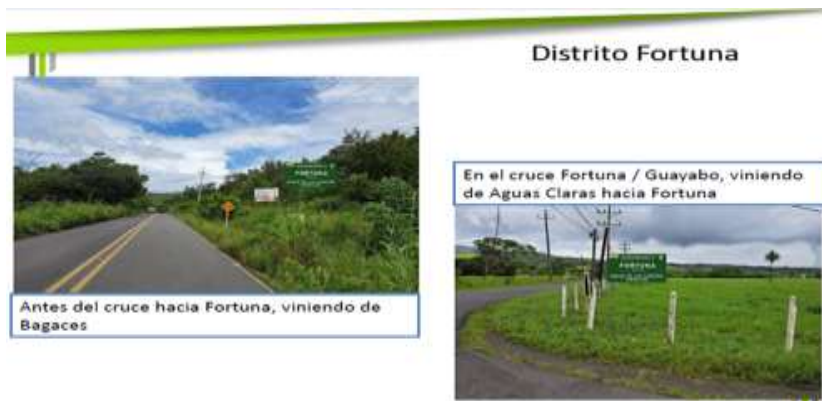 Distrito Fortuna
FORTUNA
Antes del cruce hacia Fortuna, viniendo de
Bagaces
En el cruce Fortuna / Guayabo, viniendo
de Aguas Claras hacia Fortuna
FORTUNA